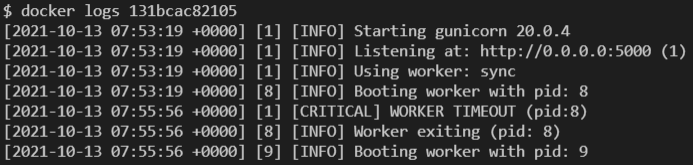 $ docker logs 131bcac82105
[2021-10-13 07:53:19 +0000] [1] [INFO] Starting gunicorn 20.0.4
[2021-10-13 07:53:19 +0000] [1] [INFO] Listening at: http://0.0.0.0:5000 (1)
[2021-10-13 07:53:19 +0000] [1] [INFO] Using worker: sync
[2021-10-13 07:53:19 +0000] [8] [INFO] Booting worker with pid: 8
[2021-10-13 07:55:56 +0000] [1] [CRITICAL] WORKER TIMEOUT (pid:8)
[2021-10-13 07:55:56 +0000] [8] [INFO] Worker exiting (pid: 8)
[2021-10-13 07:55:56 +0000] [9] [INFO] Booting worker with pid: 9